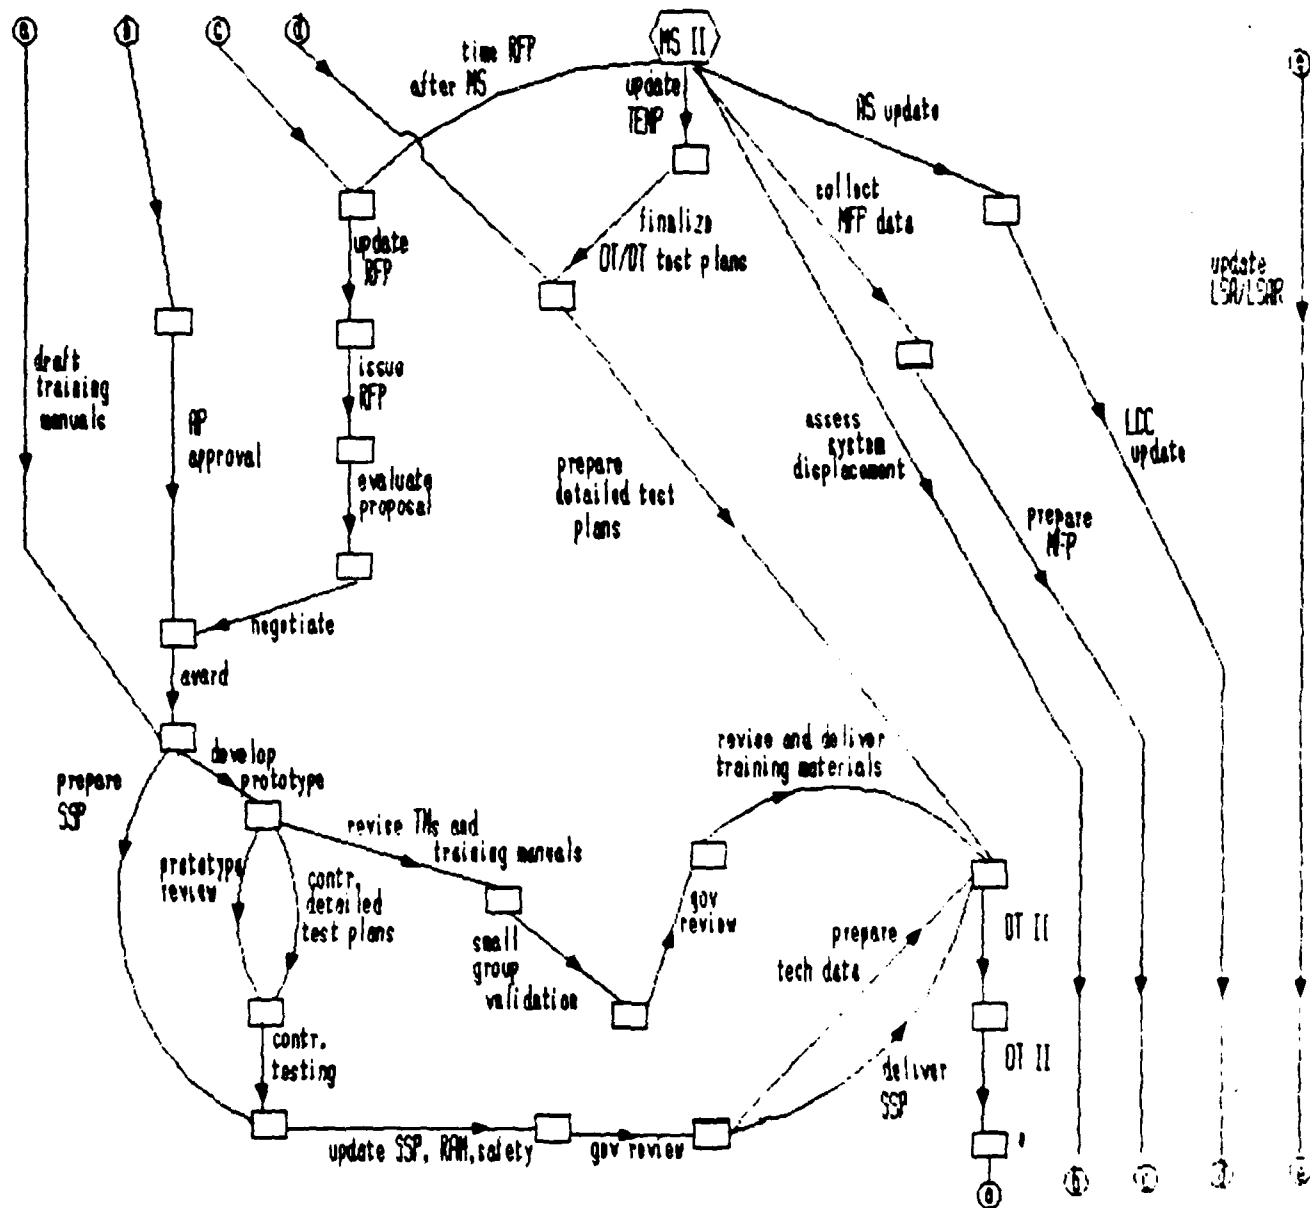 a
b
c
d
MS II
e
time RFP
after MS
update
TEMP
AS update
collect
MFP data
finalize
OT/DT test plans
update
RFP
update
LSA/LSAR
issue
RFP
draft
training
manuals
AP
approval
LCC
update
assess
system
displacement
evaluate
proposal
prepare
detailed test
plans
prepare
MFP
negotiate
award
develop
prototype
prepare
SSP
revise and deliver
training materials
revise TMs and
training manuals
prototype
review
contr.
detailed
test plans
gov
review
small
group
validation
prepare
tech data
DT II
contr.
testing
OT II
deliver
SSP
update SSP, RAM, safety
gov review
a
b
c
d
e